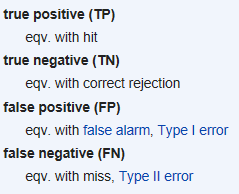 true positive (TP)
eqv. with hit
true negative (TN)
eqv. with correct rejection
false positive (FP)
eqv. with false alarm, Type I error
false negative (FN)
eqv. with miss, Type II error